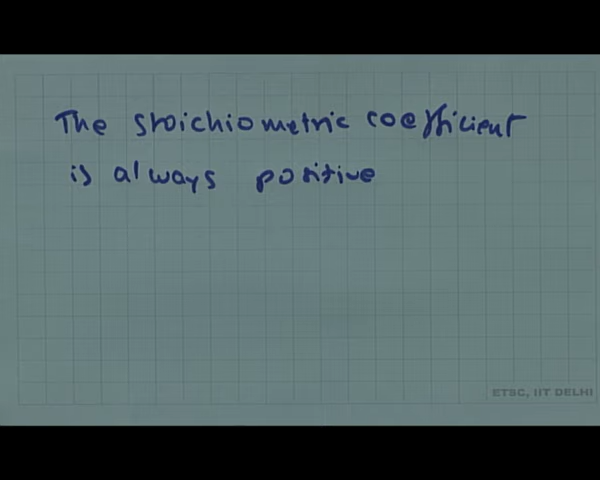 The stoichiometric coefficient
is always positive
ETSC, IIT DELHI